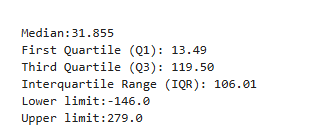 Median:31.855
First Quartile (Q1): 13.49
Third Quartile (Q3): 119.50
Interquartile Range (IQR): 106.01
Lower limit:-146.0
Upper limit:279.0